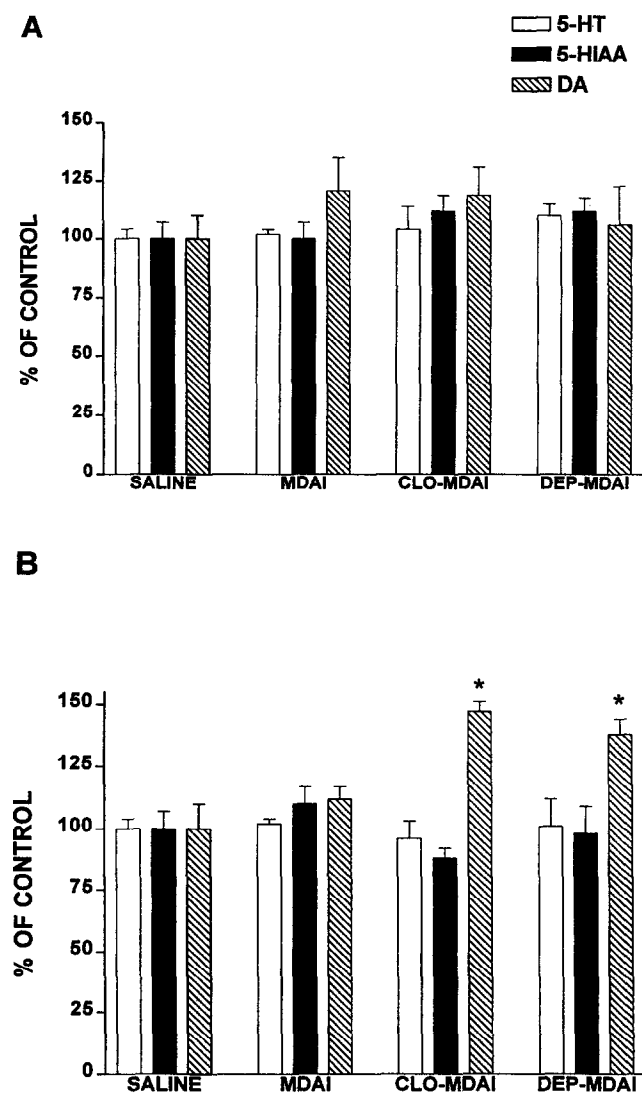 A
5-HT
5-HIAA
DA
150
125
100
75
50
25
0
% OF CONTROL
SALINE MDAI CLO-MDAI DEP-MDAI
B
150
125
100
75
50
25
0
% OF CONTROL
* *
SALINE MDAI CLO-MDAI DEP-MDAI